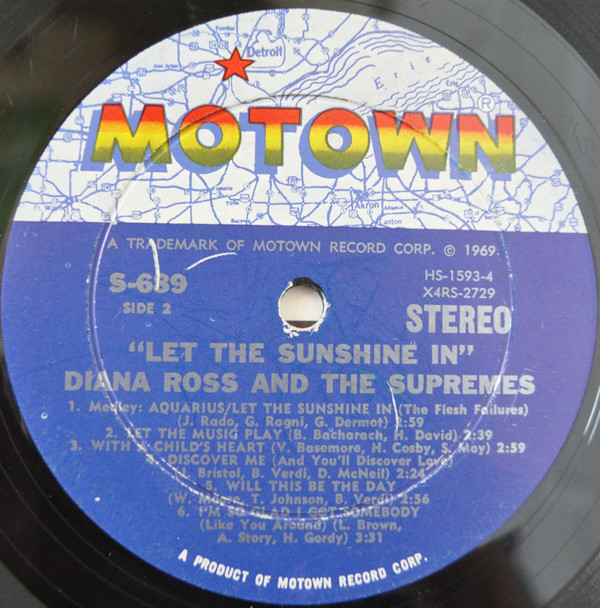 Detroit
Erie
MOTOWN®
Akron
A TRADEMARK OF MOTOWN RECORD CORP. © 1969.
S-689
SIDE 2
HS-1593-4
X4RS-2729
STEREO
"LET THE SUNSHINE IN"
DIANA ROSS AND THE SUPREMES
1. Medley: AQUARIUS/LET THE SUNSHINE IN (The Flesh Failures)
(J. Rado, G. Ragni, G. Dermot) 2:59
2. LET THE MUSIC PLAY (B. Bacharach, H. David) 2:39
3. WITH A CHILD'S HEART (V. Basemore, H. Cosby, S. Moy) 2:59
4. DISCOVER ME (And You'll Discover Love)
(J. Bristol, B. Verdi, D. McNeil) 2:24
5. WILL THIS BE THE DAY
(W. T. Johnson, B. Verdi) 2:56
6. I'M SO GLAD I GOT SOMEBODY
(Like You Around) (L. Brown,
A. Story, H. Gordy) 3:31
A PRODUCT OF MOTOWN RECORD CORP.